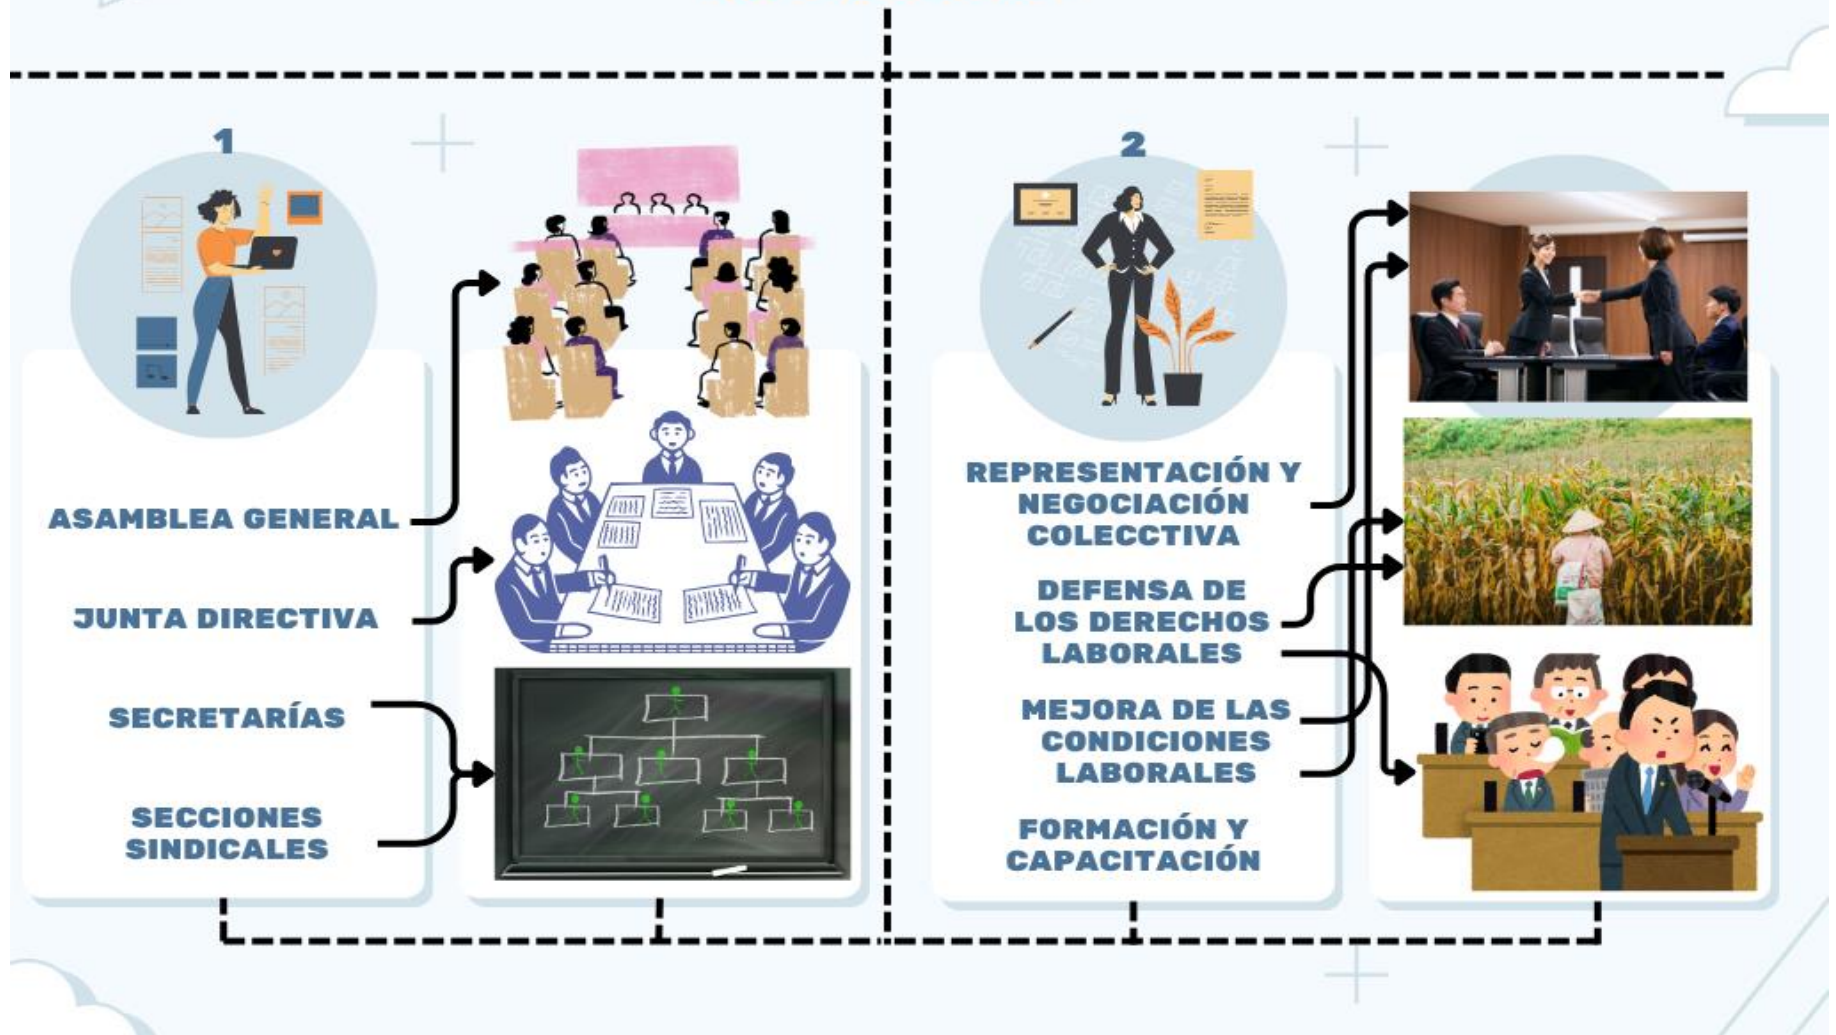 1
ASAMBLEA GENERAL
JUNTA DIRECTIVA
SECRETARÍAS
SECCIONES
SINDICALES
2
REPRESENTACIÓN Y
NEGOCIACIÓN
COLECCTIVA
DEFENSA DE
LOS DERECHOS
LABORALES
MEJORA DE LAS
CONDICIONES
LABORALES
FORMACIÓN Y
CAPACITACIÓN